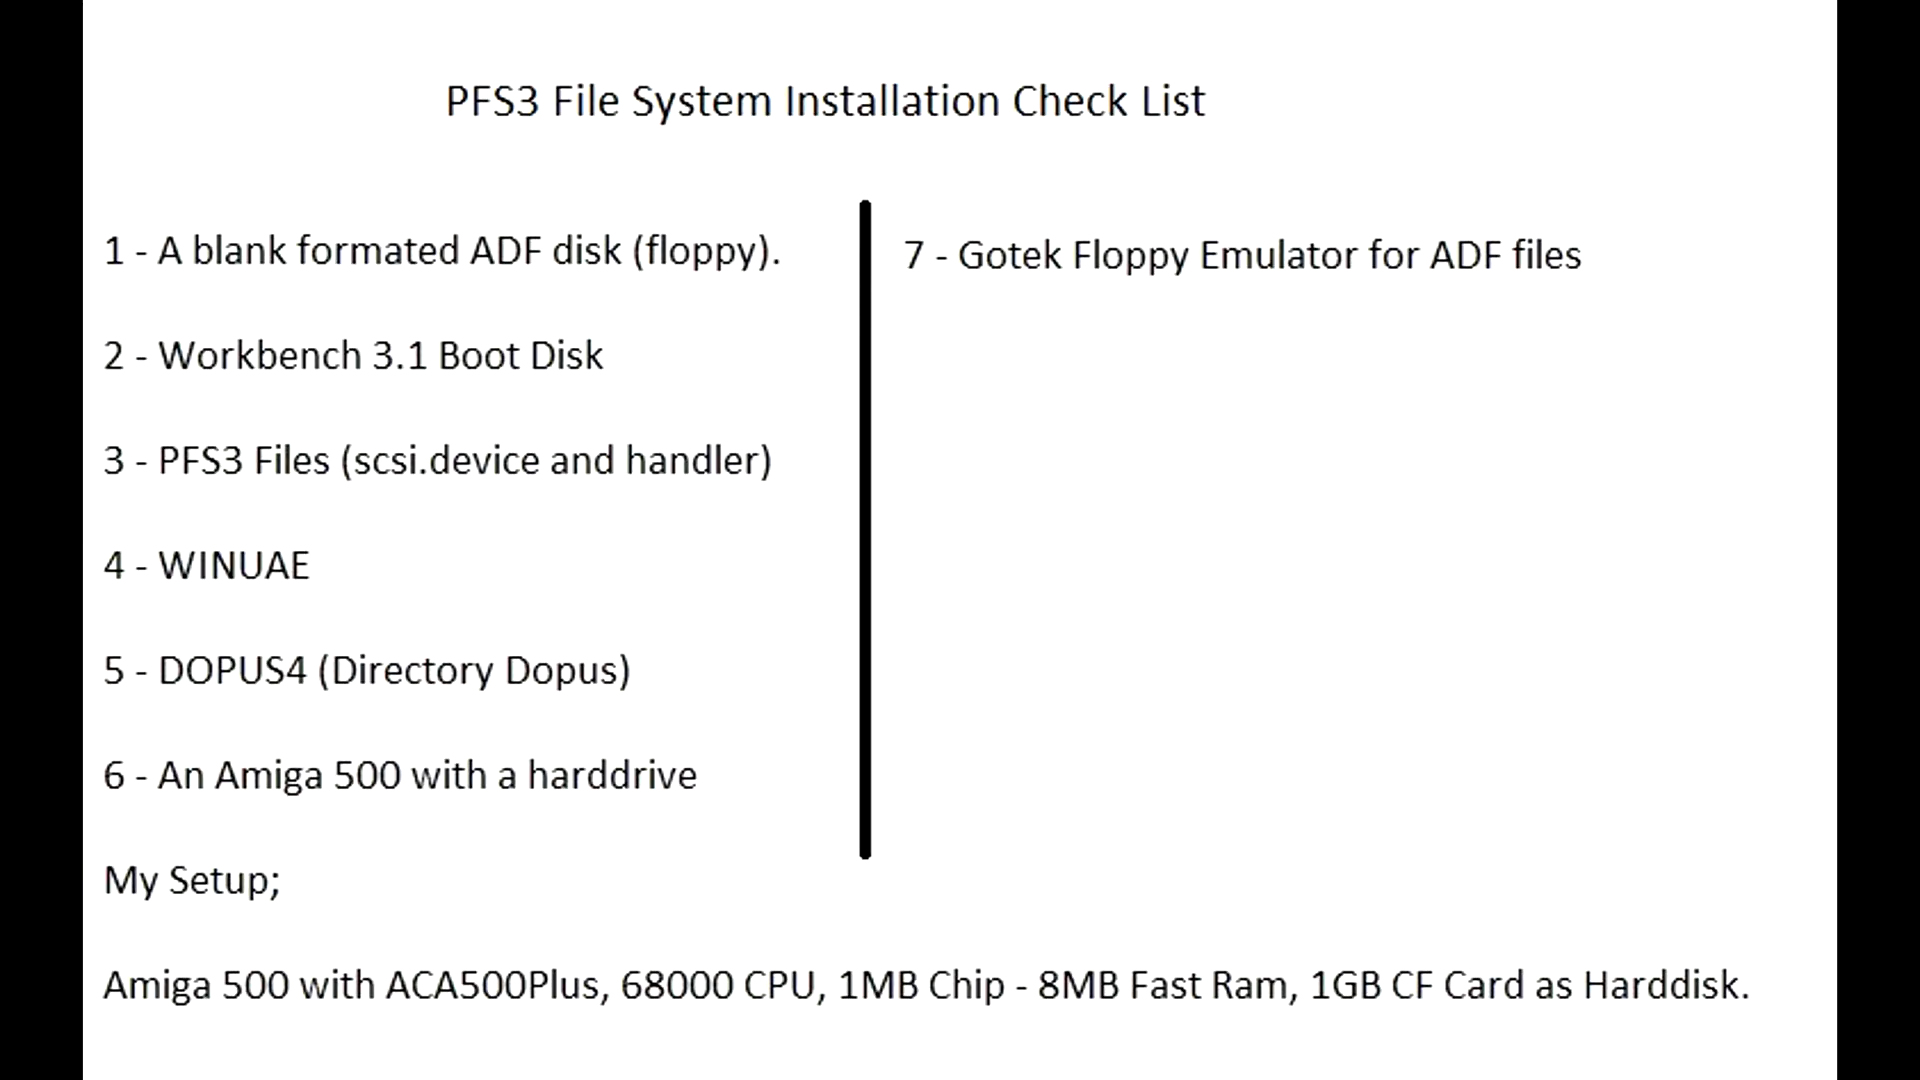 PFS3 File System Installation Check List
1 - A blank formated ADF disk (floppy).
2 - Workbench 3.1 Boot Disk
3 - PFS3 Files (scsi.device and handler)
4 - WINUAE
5 - DOPUS4 (Directory Dopus)
6 - An Amiga 500 with a harddrive
7 - Gotek Floppy Emulator for ADF files
My Setup;
Amiga 500 with ACA500Plus, 68000 CPU, 1MB Chip - 8MB Fast Ram, 1GB CF Card as Harddisk.